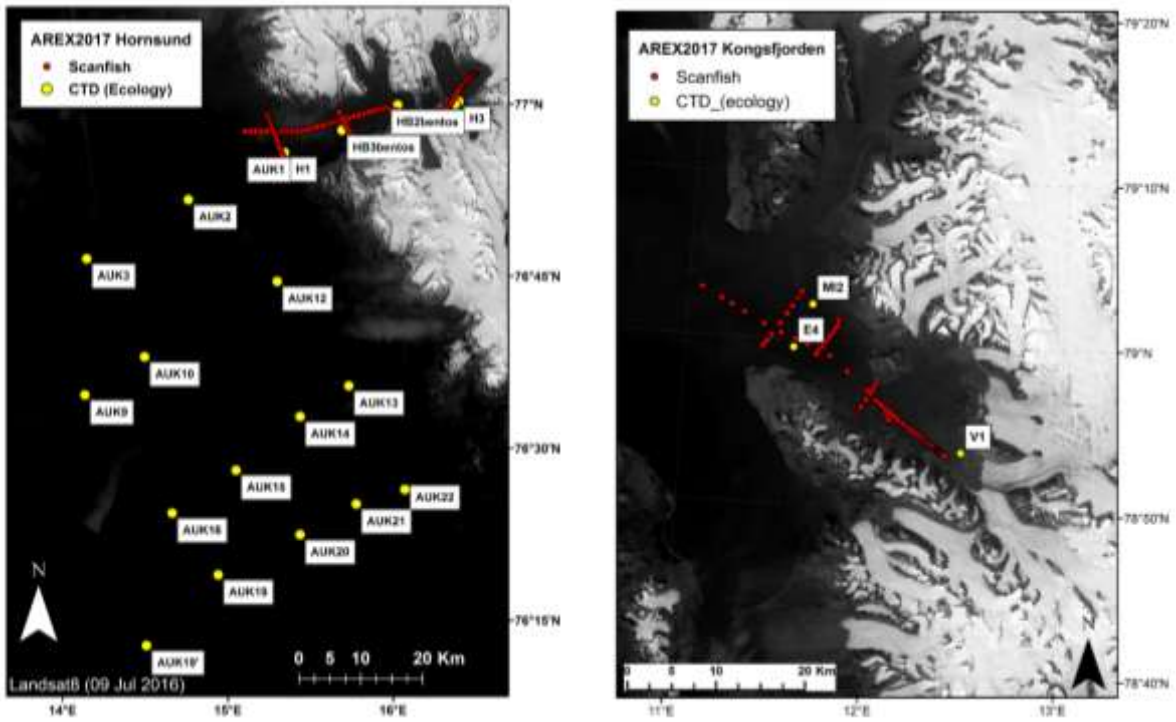 AREX2017 Hornsund
Scanfish
CTD (Ecology)
77°N
H3
HB2bentos
HB3bentos
AUK1
H1
AUK2
AUK3
76°45'N
AUK12
AUK10
AUK9
AUK13
AUK14
76°30'N
AUK15
AUK22
AUK16
AUK21
AUK20
AUK19
76°15'N
N
0 5 10 20 Km
Landsat8 (09 Jul 2016)
14°E 15°E 16°E
AREX2017 Kongsfjorden
Scanfish
CTD_(ecology)
79°20'N
79°10'N
MI2
E4
79°N
V1
78°50'N
N
0 5 10 20 Km
78°40'N
11°E 12°E 13°E